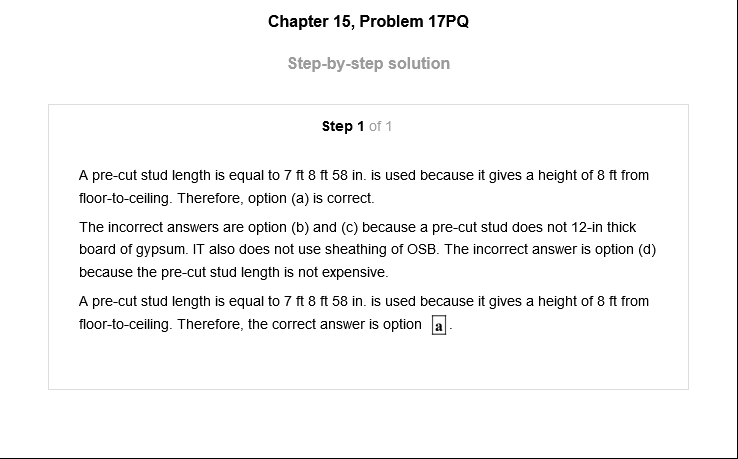 Chapter 15, Problem 17PQ
Step-by-step solution
Step 1 of 1
A pre-cut stud length is equal to 7 ft 8 ft 58 in. is used because it gives a height of 8 ft from
floor-to-ceiling. Therefore, option (a) is correct.
The incorrect answers are option (b) and (c) because a pre-cut stud does not 12-in thick
board of gypsum. IT also does not use sheathing of OSB. The incorrect answer is option (d)
because the pre-cut stud length is not expensive.
A pre-cut stud length is equal to 7 ft 8 ft 58 in. is used because it gives a height of 8 ft from
floor-to-ceiling. Therefore, the correct answer is option a.